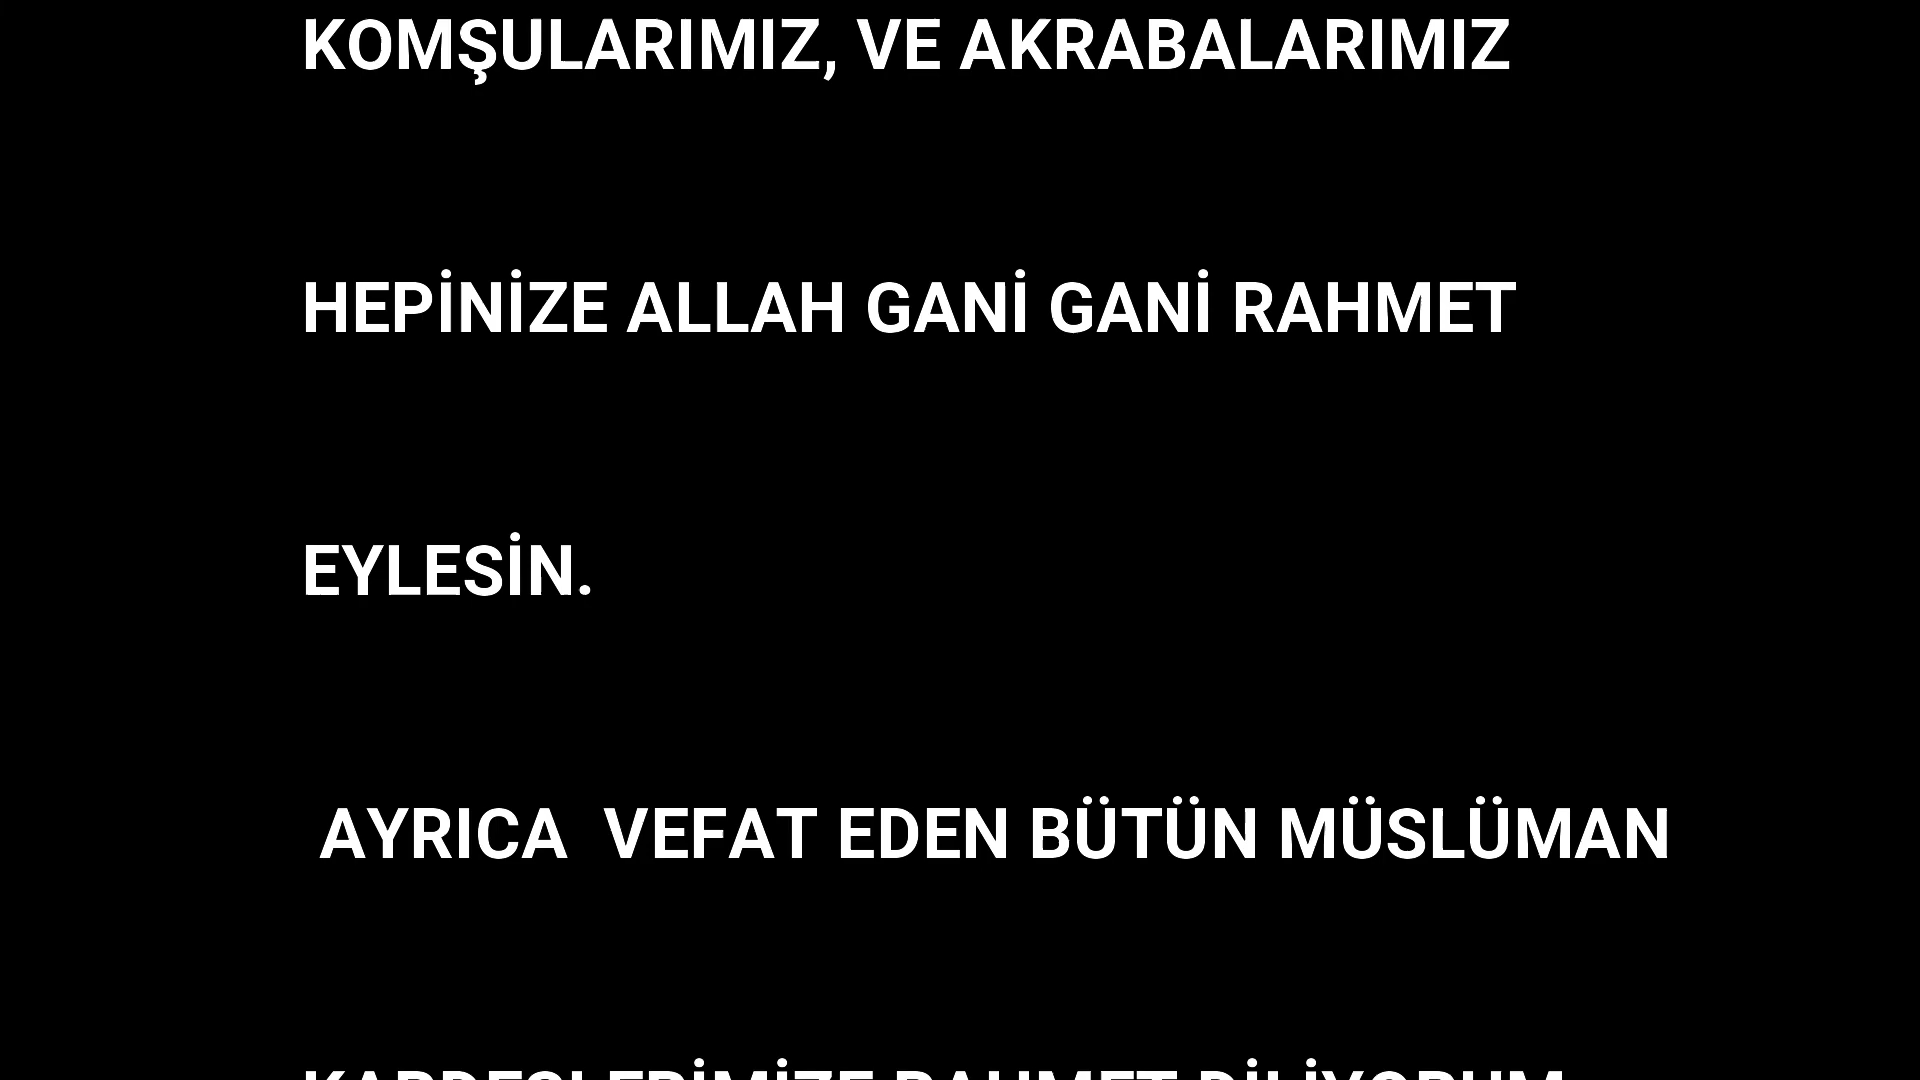 KOMŞULARIMIZ, VE AKRABALARIMIZ
HEPİNİZE ALLAH GANİ GANİ RAHMET
EYLESİN.
AYRICA  VEFAT EDEN BÜTÜN MÜSLÜMAN